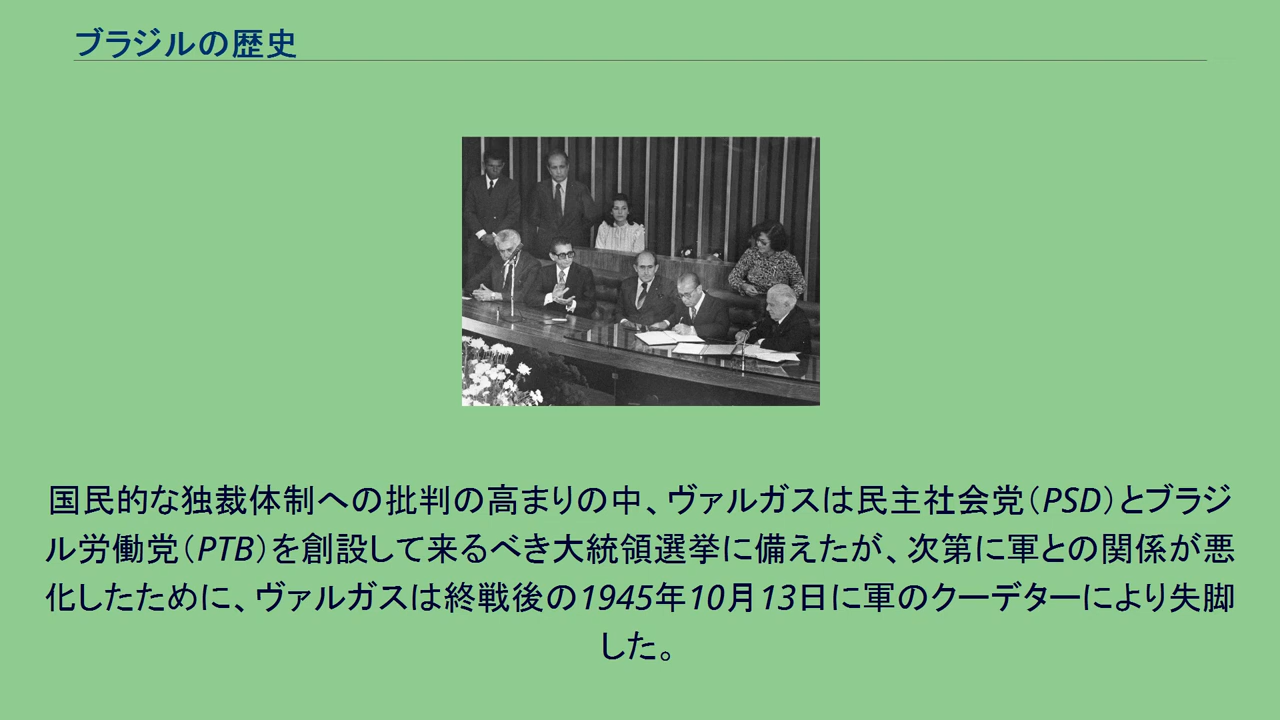 ブラジルの歴史
国民的な独裁体制への批判の高まりの中、ヴァルガスは民主社会党（PSD）とブラジ
ル労働党（PTB）を創設して来るべき大統領選挙に備えたが、次第に軍との関係が悪
化したために、ヴァルガスは終戦後の1945年10月13日に軍のクーデターにより失脚
した。